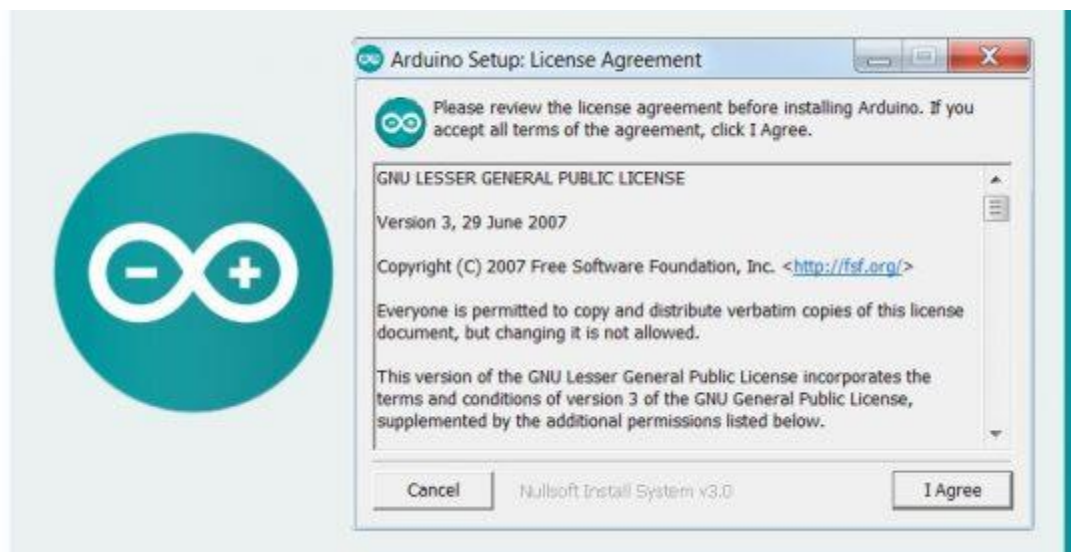 Arduino Setup: License Agreement
Please review the license agreement before installing Arduino. If you
accept all terms of the agreement, click I Agree.
GNU LESSER GENERAL PUBLIC LICENSE
Version 3, 29 June 2007
Copyright (C) 2007 Free Software Foundation, Inc. <http://fsf.org/>
Everyone is permitted to copy and distribute verbatim copies of this license
document, but changing it is not allowed.
This version of the GNU Lesser General Public License incorporates the
terms and conditions of version 3 of the GNU General Public License,
supplemented by the additional permissions listed below.
Cancel
Nullsoft Install System v3.0
I Agree